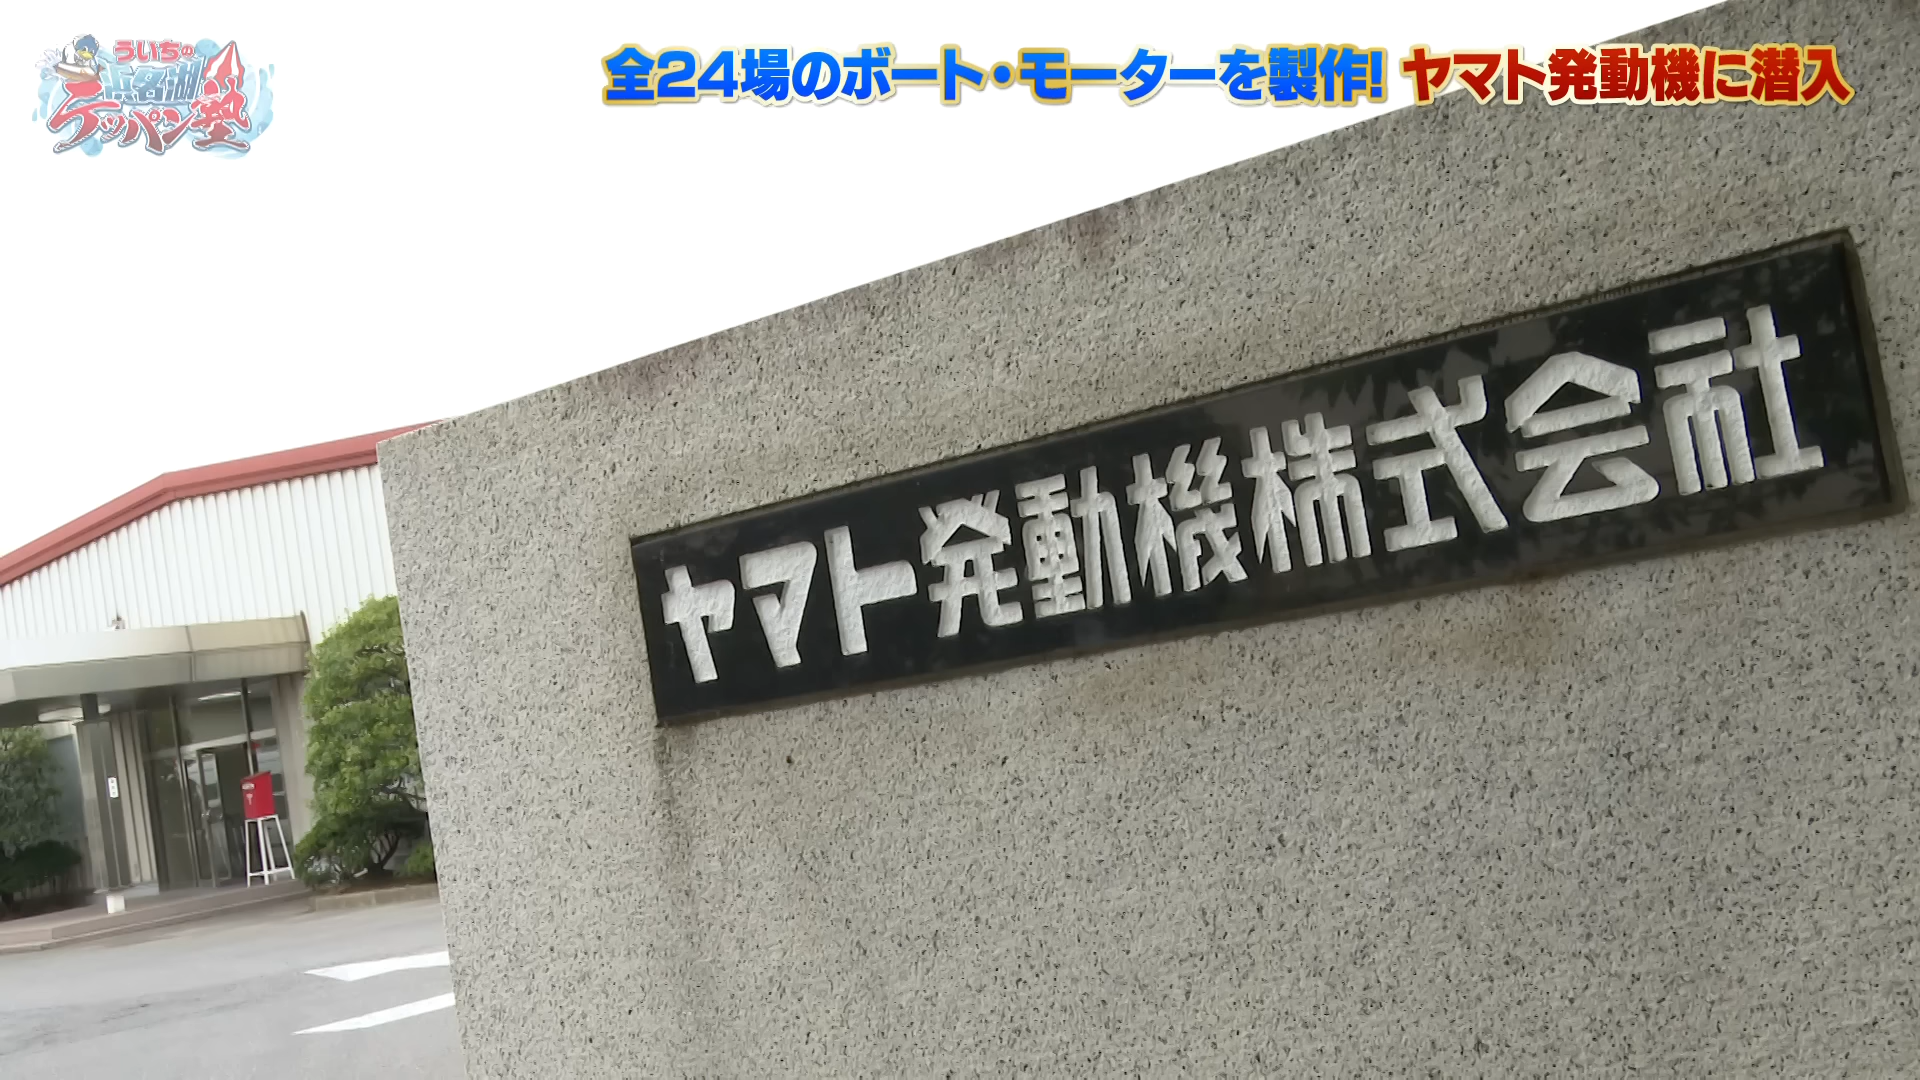 ういちの
浜名湖
テッパン塾
全24場のボート・モーターを製作! ヤマト発動機に潜入
ヤマト発動機株式会社